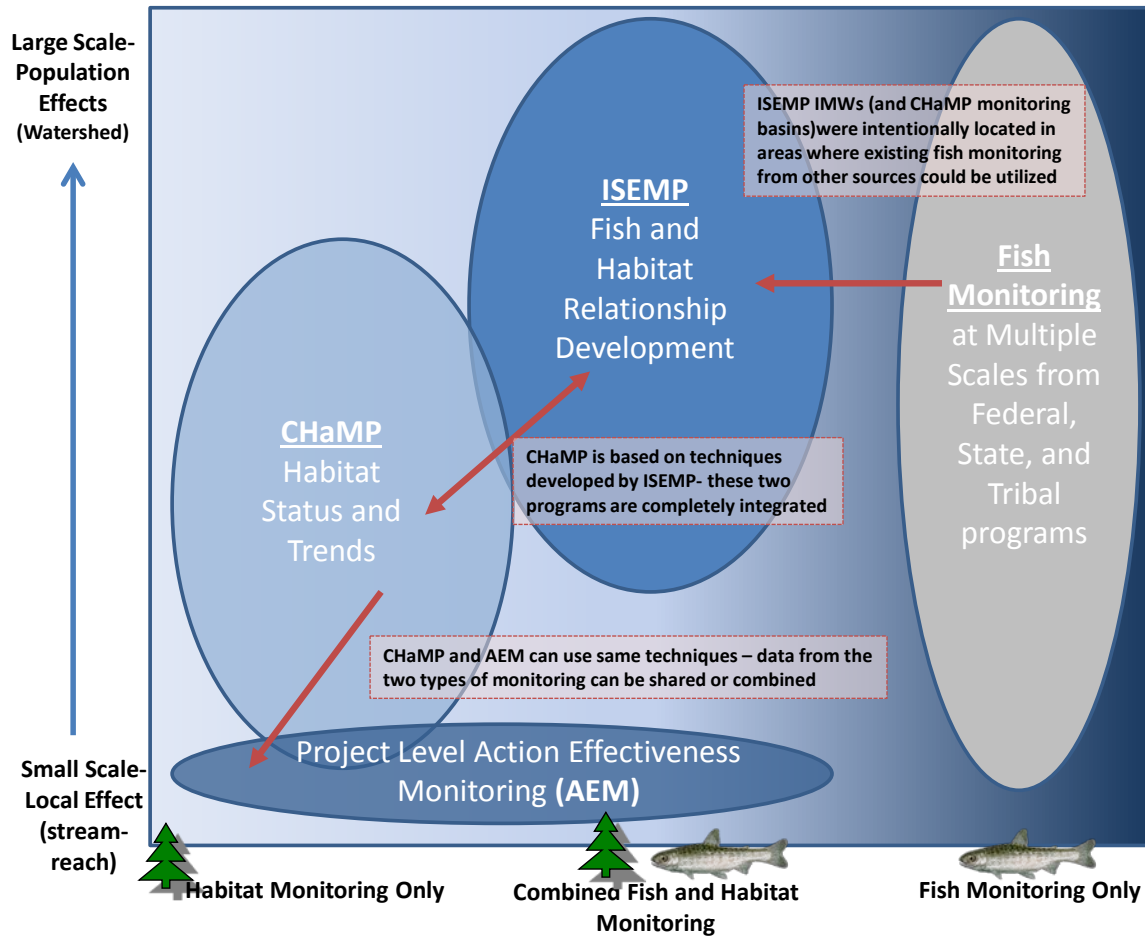 Large Scale-
Population
Effects
(Watershed)
ISEMP IMWs (and CHaMP monitoring
basins)were intentionally located in
areas where existing fish monitoring
from other sources could be utilized
ISEMP
Fish and
Habitat
Relationship
Development
Fish
Monitoring
at Multiple
Scales from
Federal,
State, and
Tribal
programs
CHaMP
Habitat
Status and
Trends
CHaMP is based on techniques
developed by ISEMP- these two
programs are completely integrated
CHaMP and AEM can use same techniques – data from the
two types of monitoring can be shared or combined
Project Level Action Effectiveness
Monitoring (AEM)
Small Scale-
Local Effect
(stream-
reach)
Habitat Monitoring Only
Combined Fish and Habitat
Monitoring
Fish Monitoring Only